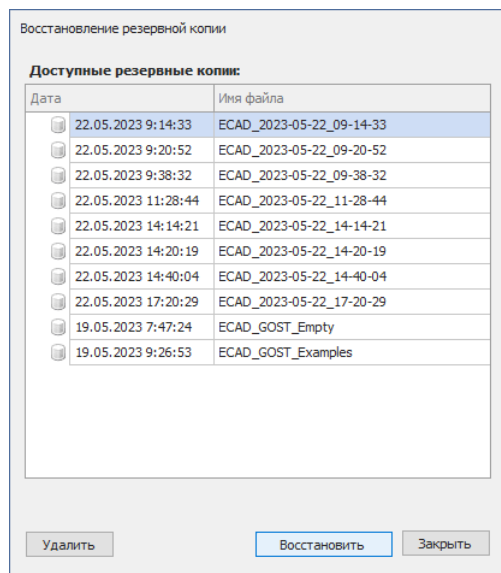 Восстановление резервной копии
Доступные резервные копии:
Дата Имя файла
22.05.2023 9:14:33 ECAD_2023-05-22_09-14-33
22.05.2023 9:20:52 ECAD_2023-05-22_09-20-52
22.05.2023 9:38:32 ECAD_2023-05-22_09-38-32
22.05.2023 11:28:44 ECAD_2023-05-22_11-28-44
22.05.2023 14:14:21 ECAD_2023-05-22_14-14-21
22.05.2023 14:20:19 ECAD_2023-05-22_14-20-19
22.05.2023 14:40:04 ECAD_2023-05-22_14-40-04
22.05.2023 17:20:29 ECAD_2023-05-22_17-20-29
19.05.2023 7:47:24 ECAD_GOST_Empty
19.05.2023 9:26:53 ECAD_GOST_Examples
Удалить Восстановить Закрыть